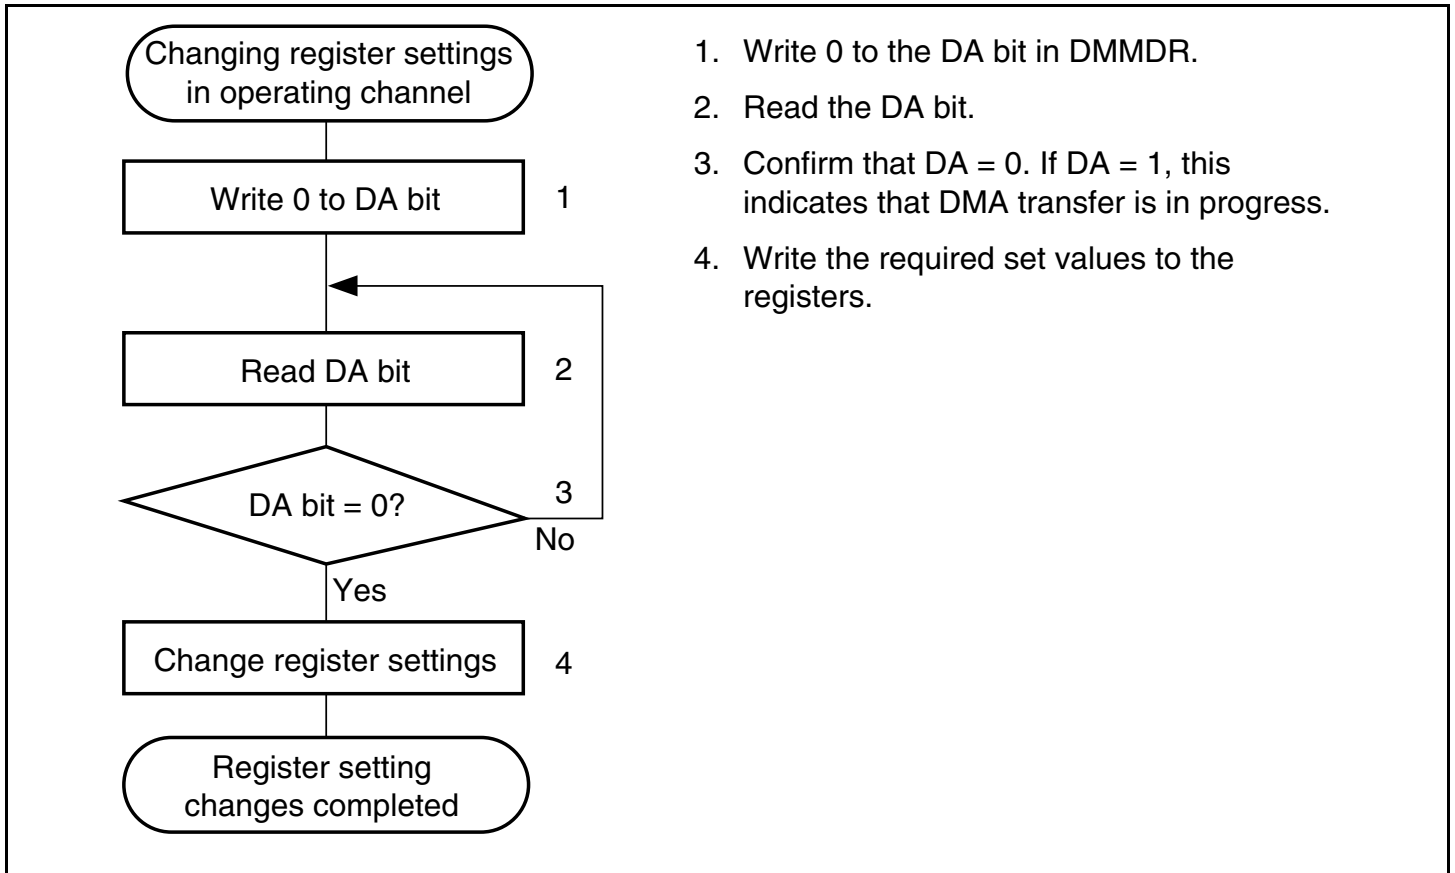 Changing register settings
in operating channel
Write 0 to DA bit
1
Read DA bit
2
DA bit = 0?
3
No
Yes
Change register settings
4
Register setting
changes completed
1. Write 0 to the DA bit in DMMDR.
2. Read the DA bit.
3. Confirm that DA = 0. If DA = 1, this
indicates that DMA transfer is in progress.
4. Write the required set values to the
registers.